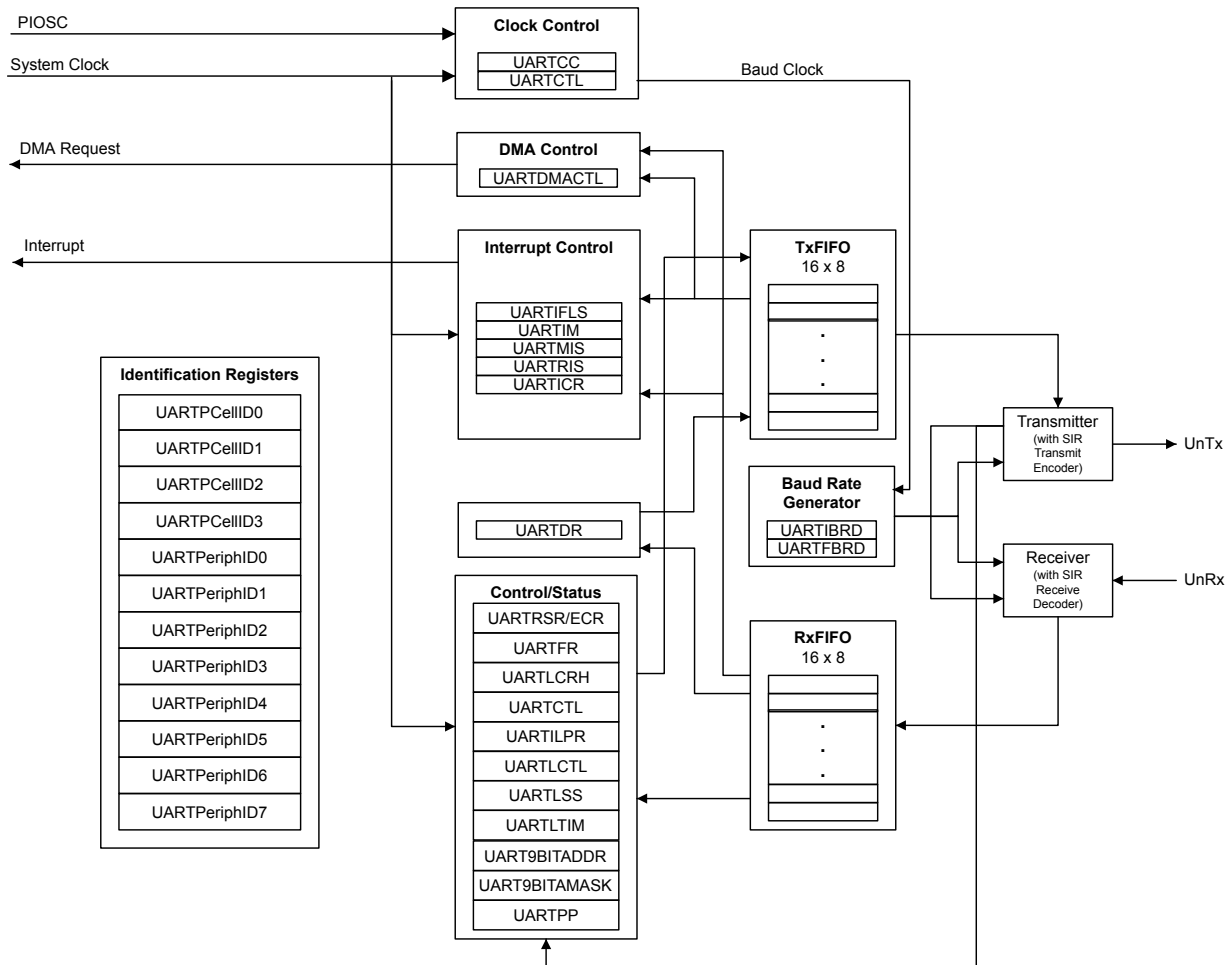 PIOSC
System Clock
Clock Control
UARTCC
UARTCTL
Baud Clock
DMA Request
DMA Control
UARTDMACTL
Interrupt
Interrupt Control
UARTIFLS
UARTIM
UARTMIS
UARTRIS
UARTICR
TxFIFO
16 x 8
.
.
.
Identification Registers
UARTPCellID0
UARTPCellID1
UARTPCellID2
UARTPCellID3
UARTPeriphID0
UARTPeriphID1
UARTPeriphID2
UARTPeriphID3
UARTPeriphID4
UARTPeriphID5
UARTPeriphID6
UARTPeriphID7
UARTDR
Baud Rate
Generator
UARTIBRD
UARTFBRD
Transmitter
(with SIR
Transmit
Encoder)
UnTx
Receiver
(with SIR
Receive
Decoder)
UnRx
Control/Status
UARTRSR/ECR
UARTFR
UARTLCRH
UARTCTL
UARTILPR
UARTLCTL
UARTLSS
UARTLTIM
UART9BITADDR
UART9BITAMASK
UARTPP
RxFIFO
16 x 8
.
.
.